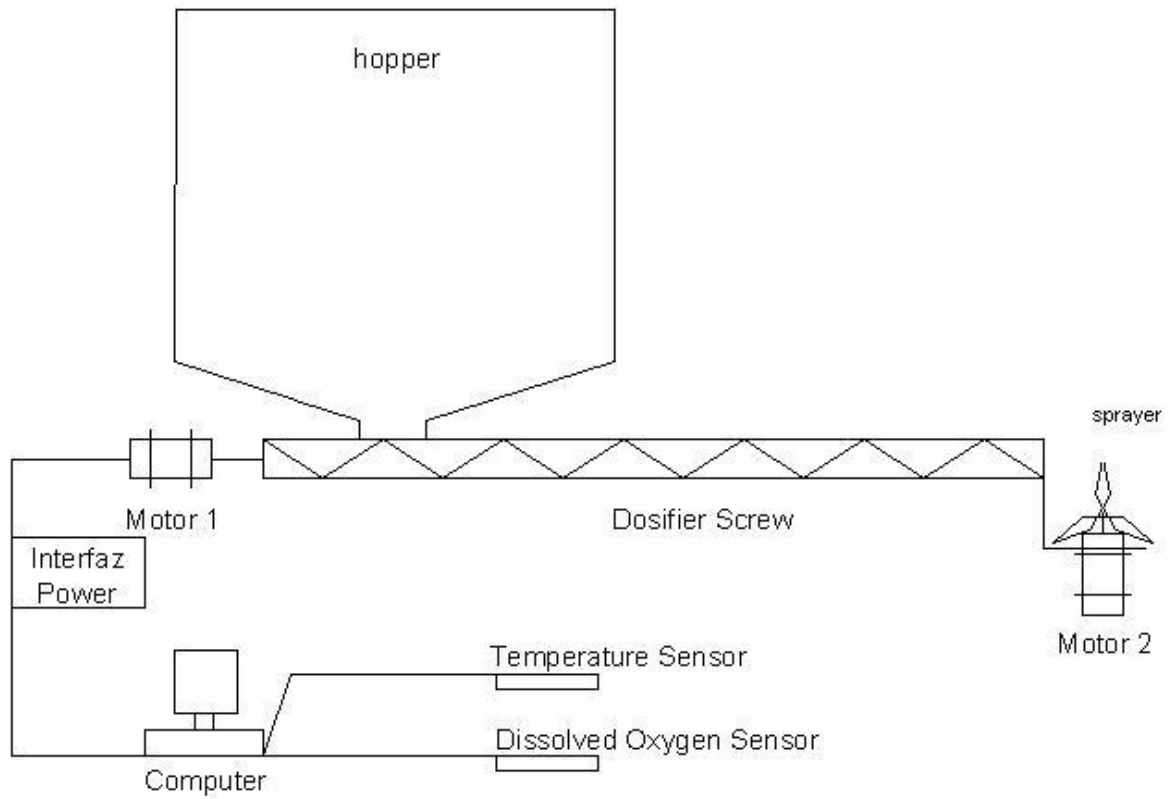 hopper
sprayer
Motor 1
Dosifier Screw
Interfaz
Power
Motor 2
Temperature Sensor
Dissolved Oxygen Sensor
Computer